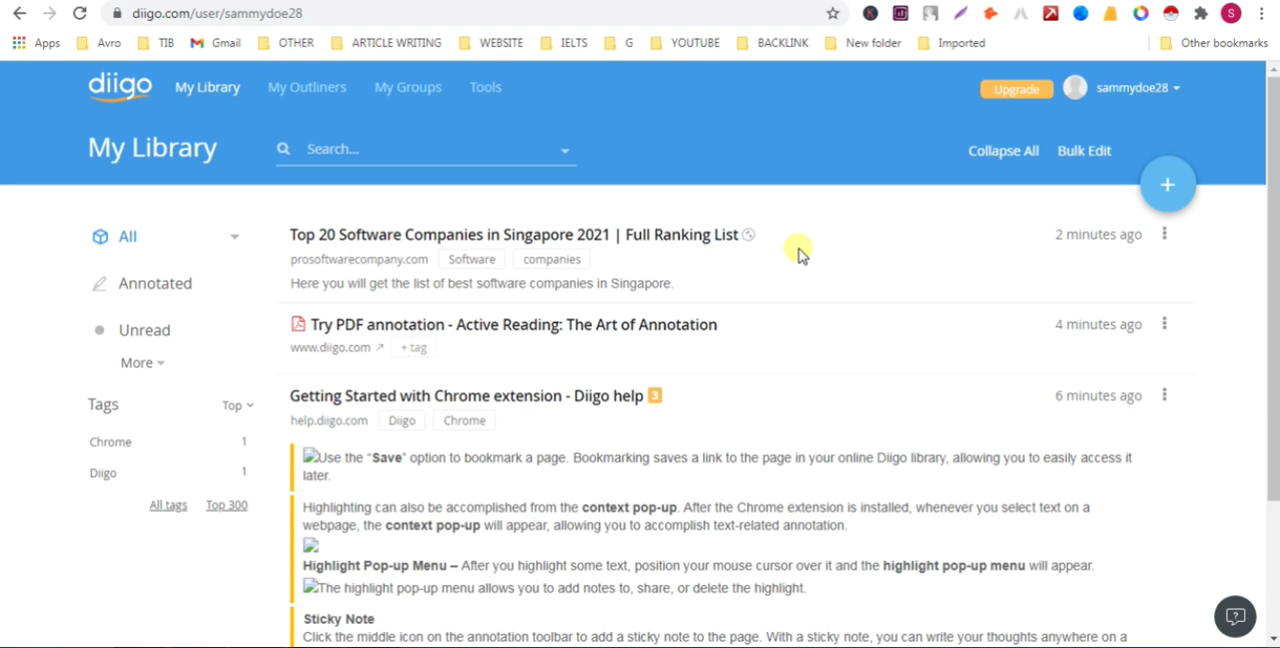 diigo.com/user/sammydoe28
S
Apps Avro TIB Gmail OTHER ARTICLE WRITING WEBSITE IELTS G YOUTUBE BACKLINK New folder Imported Other bookmarks
diigo My Library My Outliners My Groups Tools Upgrade sammydoe28
My Library Search... Collapse All Bulk Edit
+
All
Annotated
Unread
More
Tags Top
Chrome 1
Diigo 1
All tags Top 300
Top 20 Software Companies in Singapore 2021 | Full Ranking List 2 minutes ago
prosoftwarecompany.com Software companies
Here you will get the list of best software companies in Singapore.
Try PDF annotation - Active Reading: The Art of Annotation 4 minutes ago
www.diigo.com + tag
Getting Started with Chrome extension - Diigo help 3 6 minutes ago
help.diigo.com Diigo Chrome
Use the “Save” option to bookmark a page. Bookmarking saves a link to the page in your online Diigo library, allowing you to easily access it
later.
Highlighting can also be accomplished from the context pop-up. After the Chrome extension is installed, whenever you select text on a
webpage, the context pop-up will appear, allowing you to accomplish text-related annotation.
Highlight Pop-up Menu – After you highlight some text, position your mouse cursor over it and the highlight pop-up menu will appear.
The highlight pop-up menu allows you to add notes to, share, or delete the highlight.
Sticky Note
Click the middle icon on the annotation toolbar to add a sticky note to the page. With a sticky note, you can write your thoughts anywhere on a